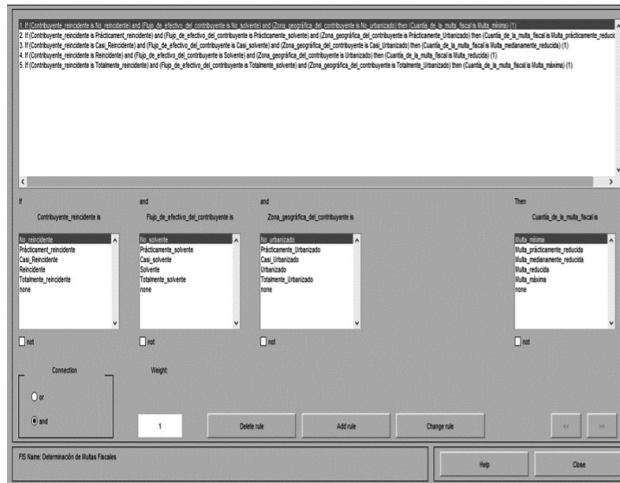 1. If (Contribuyente_reincidente is No_reincidente) and (Flujo_de_efectivo_del_contribuyente is No_solvente) and (Zona_geográfica_del_contribuyente is No_urbanizado) then (Cuantía_de_la_multa_fiscal is Multa_mínima) (1)
2. If (Contribuyente_reincidente is Prácticament_reincidente) and (Flujo_de_efectivo_del_contribuyente is Prácticamente_solvente) and (Zona_geográfica_del_contribuyente is Prácticamente_Urbanizado) then (Cuantía_de_la_multa_fiscal is Multa_prácticamente_reducic
3. If (Contribuyente_reincidente is Casi_Reincidente) and (Flujo_de_efectivo_del_contribuyente is Casi_solvente) and (Zona_geográfica_del_contribuyente is Casi_Urbanizado) then (Cuantía_de_la_multa_fiscal is Multa_medianamente_reducida) (1)
4. If (Contribuyente_reincidente is Reincidente) and (Flujo_de_efectivo_del_contribuyente is Solvente) and (Zona_geográfica_del_contribuyente is Urbanizado) then (Cuantía_de_la_multa_fiscal is Multa_reducida) (1)
5. If (Contribuyente_reincidente is Totalmente_reincidente) and (Flujo_de_efectivo_del_contribuyente is Totalmente_solvente) and (Zona_geográfica_del_contribuyente is Totalmente_Urbanizado) then (Cuantía_de_la_multa_fiscal is Multa_máxima) (1)
If
and
and
Then
Contribuyente_reincidente is
Flujo_de_efectivo_del_contribuyente is
Zona_geográfica_del_contribuyente is
Cuantía_de_la_multa_fiscal is
No_reincidente
Prácticament_reincidente
Casi_Reincidente
Reincidente
Totalmente_reincidente
none
No_solvente
Prácticamente_solvente
Casi_solvente
Solvente
Totalmente_solvente
none
No_urbanizado
Prácticamente_Urbanizado
Casi_Urbanizado
Urbanizado
Totalmente_Urbanizado
none
Multa_mínima
Multa_prácticamente_reducida
Multa_medianamente_reducida
Multa_reducida
Multa_máxima
none
not
not
not
not
Connection
or
and
Weight:
1
Delete rule
Add rule
Change rule
<<
>>
FIS Name: Determinación de Multas Fiscales
Help
Close